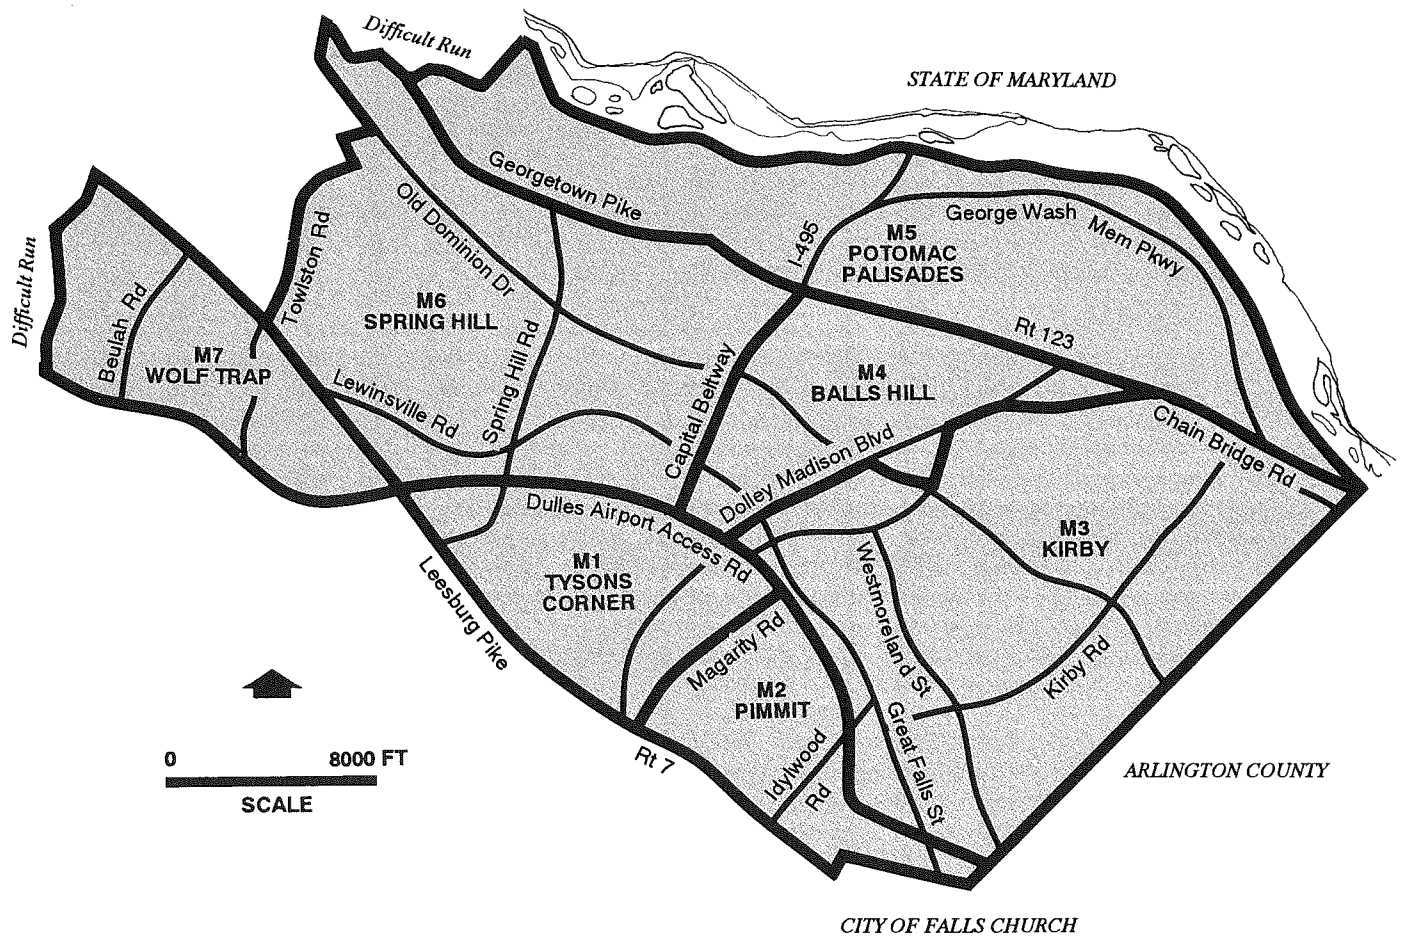 Difficult Run
STATE OF MARYLAND
Georgetown Pike
Old Dominion Dr
George Wash
Mem Pkwy
I-495
M5
POTOMAC
PALISADES
Difficult Run
Towlston Rd
Beulah Rd
M6
SPRING HILL
Spring Hill Rd
Rt 123
M7
WOLF TRAP
Lewinsville Rd
Capital Beltway
M4
BALLS HILL
Dolley Madison Blvd
Chain Bridge Rd
Dulles Airport Access Rd
M3
KIRBY
M1
TYSONS
CORNER
Leesburg Pike
Westmoreland St
Magarity Rd
Kirby Rd
M2
PIMMIT
Great Falls St
Rt 7
Idylwood
Rd
0 8000 FT
SCALE
ARLINGTON COUNTY
CITY OF FALLS CHURCH